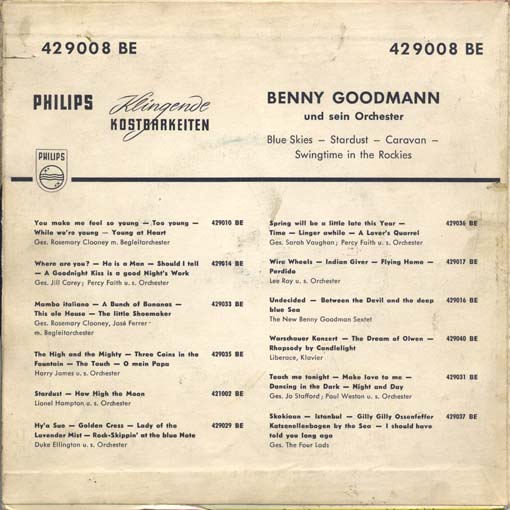 429008 BE
429008 BE
PHILIPS
Klingende
KOSTBARKEITEN
BENNY GOODMANN
und sein Orchester
Blue Skies – Stardust – Caravan –
Swingtime in the Rockies
PHILIPS
You make me feel so young — Too young — 429010 BE
While we're young — Young at Heart
Ges. Rosemary Clooney m. Begleitorchester
Where are you? — He is a Man — Should I tell 429014 BE
— A Goodnight Kiss is a good Night's Work
Ges. Jill Corey; Percy Faith u. s. Orchester
Mambo italiano — A Bunch of Bananas — 429033 BE
This ole House — The little Shoemaker
Ges. Rosemary Clooney, José Ferrer
m. Begleitorchester
The High and the Mighty — Three Coins in the 429035 BE
Fountain — The Touch — O mein Papa
Harry James u. s. Orchester
Stardust — How High the Moon 421002 BE
Lionel Hampton u. s. Orchester
Hy'a Sue — Golden Cress — Lady of the 429029 BE
Lavender Mist — Rock-Skippin' at the blue Note
Duke Ellington u. s. Orchester
Spring will be a little late this Year — 429036 BE
Time — Linger awhile — A Lover's Quarrel
Ges. Sarah Vaughan; Percy Faith u. s. Orchester
Wire Wheels — Indian Giver — Flying Home — 429017 BE
Perdido
Lee Roy u. s. Orchester
Undecided — Between the Devil and the deep 429016 BE
blue Sea
The New Benny Goodman Sextet
Warschauer Konzert — The Dream of Olwen — 429040 BE
Rhapsody by Candlelight
Liberace, Klavier
Teach me tonight — Make love to me — 429031 BE
Dancing in the Dark — Night and Day
Ges. Jo Stafford; Paul Weston u. s. Orchester
Skokiaan — Istanbul — Gilly Gilly Ossenfeffer 429037 BE
Katzenellenbogen by the Sea — I should have
told you long ago
Ges. The Four Lads